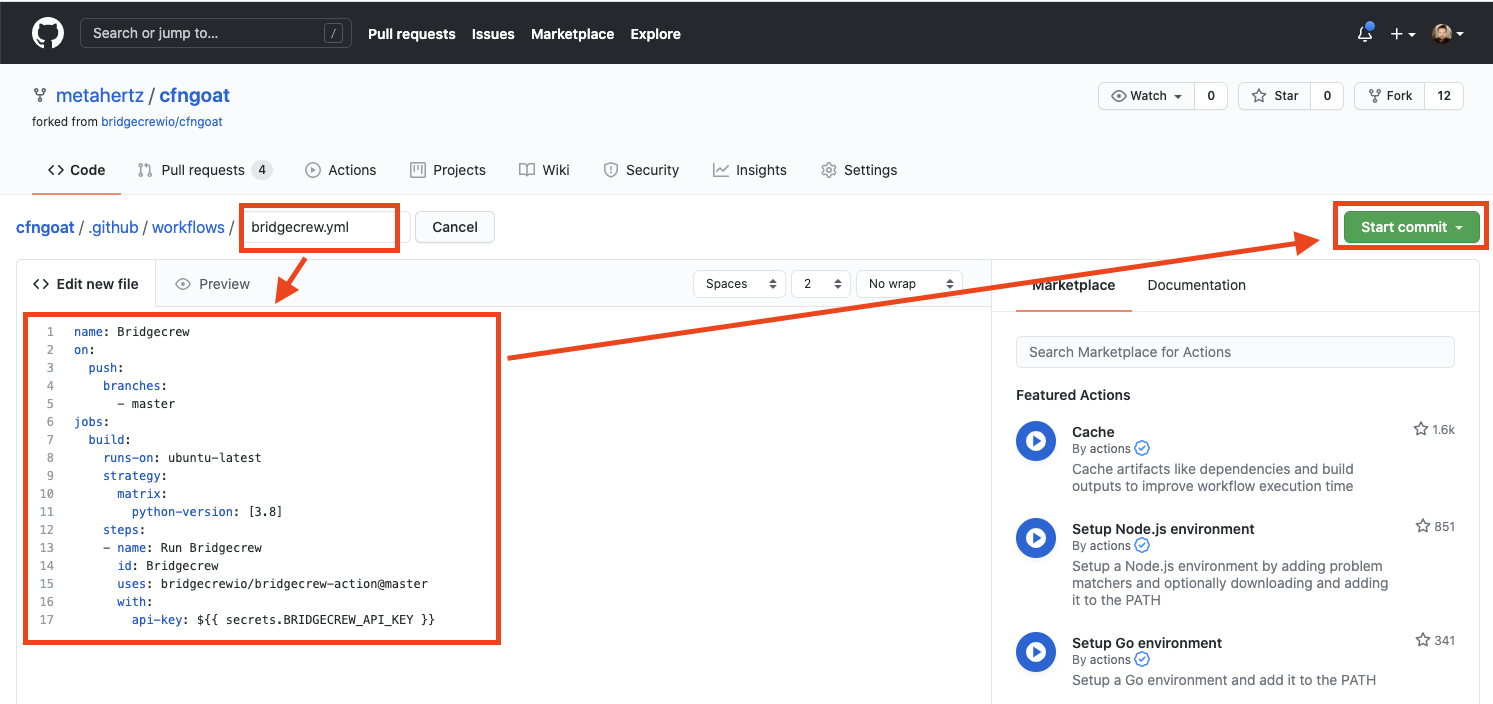 Search or jump to... /
Pull requests Issues Marketplace Explore
metahertz / cfngoat
Watch 0 Star 0 Fork 12
forked from bridgecrewio/cfngoat
Code Pull requests 4 Actions Projects Wiki Security Insights Settings
cfngoat / .github / workflows / bridgecrew.yml Cancel Start commit
Edit new file Preview Spaces 2 No wrap
1 name: Bridgecrew
2 on:
3 push:
4 branches:
5 - master
6 jobs:
7 build:
8 runs-on: ubuntu-latest
9 strategy:
10 matrix:
11 python-version: [3.8]
12 steps:
13 - name: Run Bridgecrew
14 id: Bridgecrew
15 uses: bridgecrewio/bridgecrew-action@master
16 with:
17 api-key: ${{ secrets.BRIDGECREW_API_KEY }}
Marketplace Documentation
Search Marketplace for Actions
Featured Actions
Cache 1.6k
By actions
Cache artifacts like dependencies and build
outputs to improve workflow execution time
Setup Node.js environment 851
By actions
Setup a Node.js environment by adding problem
matchers and optionally downloading and adding
it to the PATH
Setup Go environment 341
By actions
Setup a Go environment and add it to the PATH